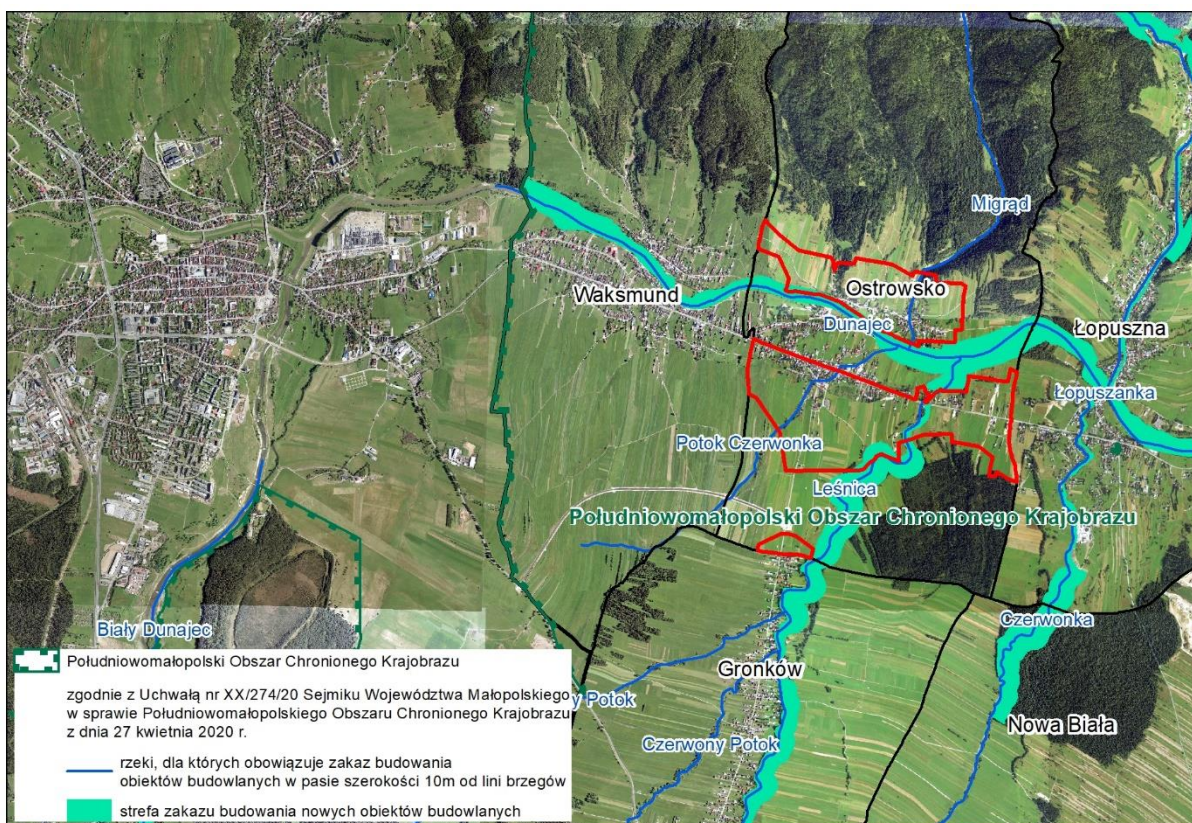 Migrąd
Ostrowsko
Waksmund
Dunajec
Łopuszna
Łopuszanka
Potok Czerwonka
Leśnica
Południowomałopolski Obszar Chronionego Krajobrazu
Biały Dunajec
Czerwonka
Gronków
y Potok
Czerwony Potok
Nowa Biała
Południowomałopolski Obszar Chronionego Krajobrazu
zgodnie z Uchwałą nr XX/274/20 Sejmiku Województwa Małopolskiego
w sprawie Południowomałopolskiego Obszaru Chronionego Krajobrazu
z dnia 27 kwietnia 2020 r.
rzeki, dla których obowiązuje zakaz budowania
obiektów budowlanych w pasie szerokości 10m od lini brzegów
strefa zakazu budowania nowych obiektów budowlanych